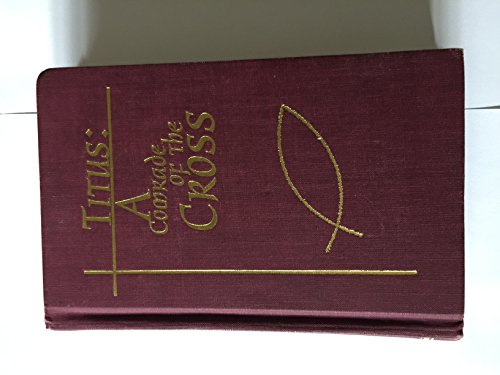 TITUS:
A
COMRADE
OF THE
CROSS